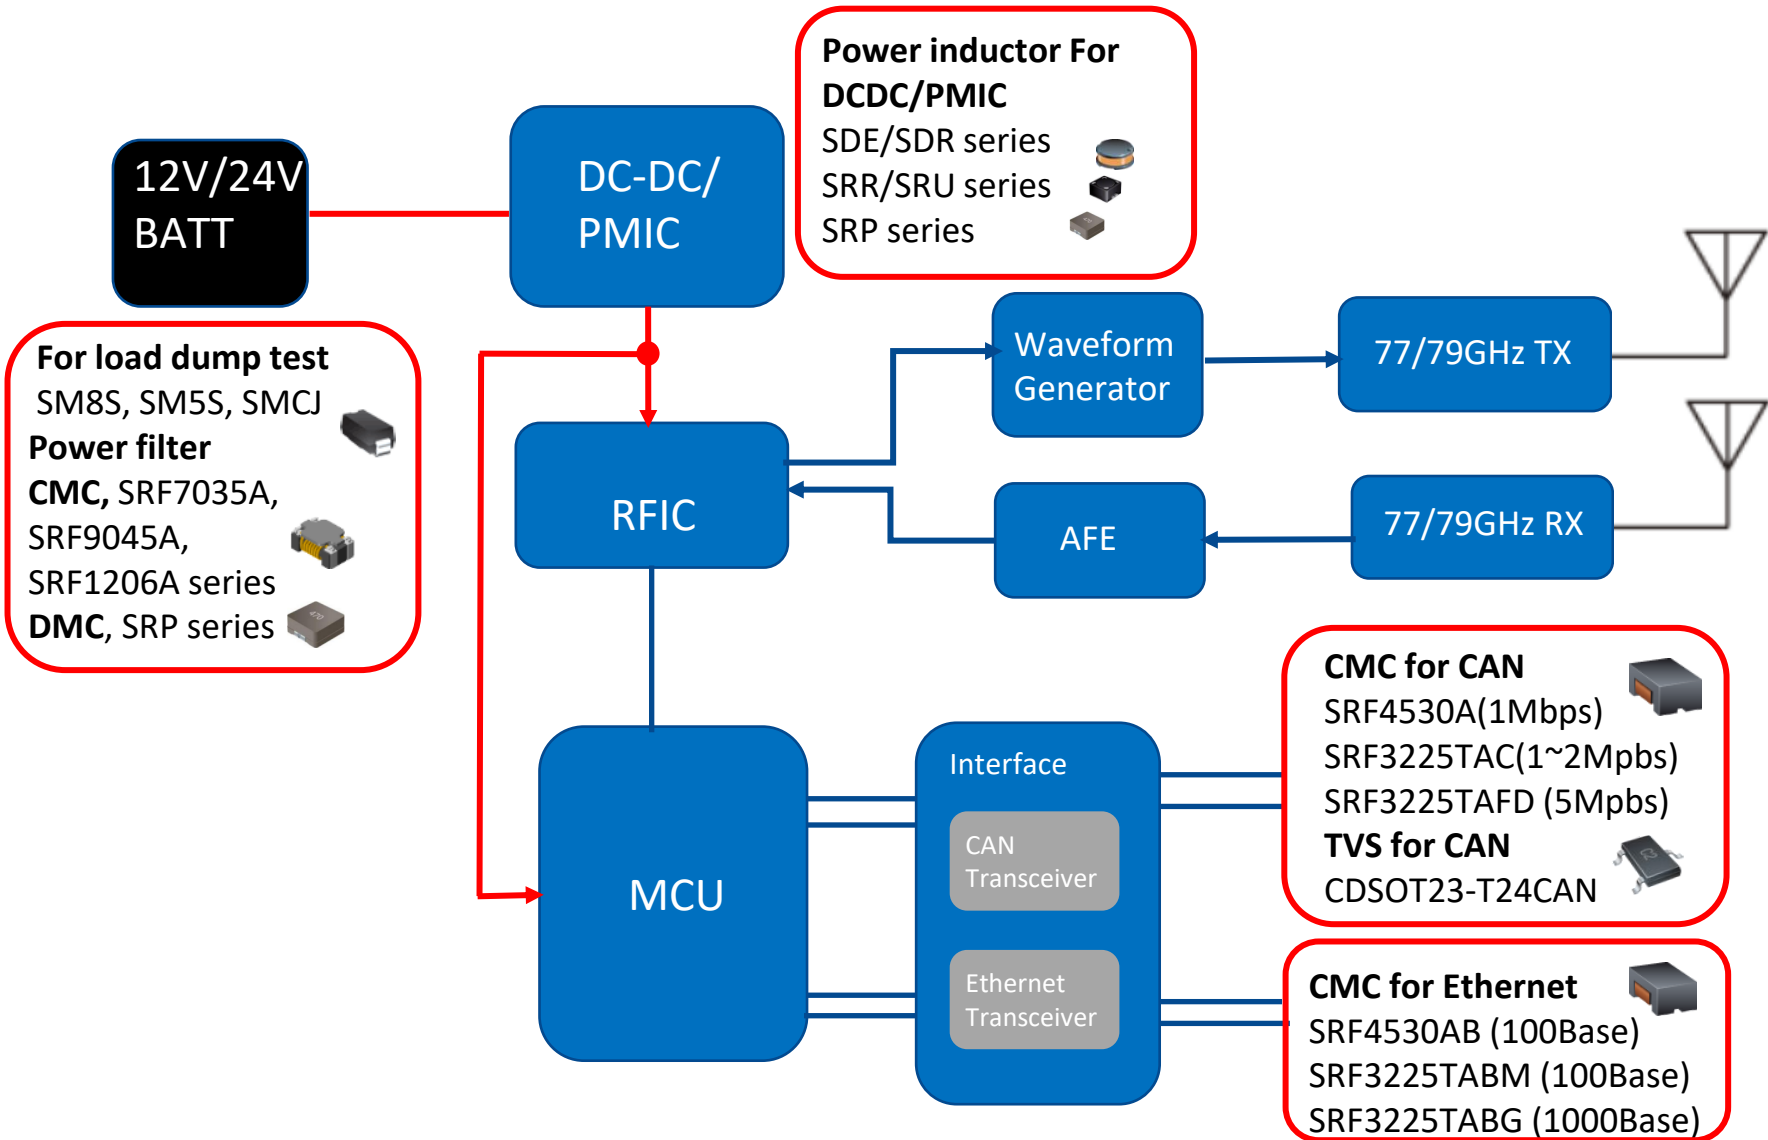 12V/24V
BATT
DC-DC/
PMIC
Power inductor For
DCDC/PMIC
SDE/SDR series
SRR/SRU series
SRP series
For load dump test
SM8S, SM5S, SMCJ
Power filter
CMC, SRF7035A,
SRF9045A,
SRF1206A series
DMC, SRP series
470
RFIC
Waveform
Generator
77/79GHz TX
AFE
77/79GHz RX
MCU
Interface
CAN
Transceiver
Ethernet
Transceiver
CMC for CAN
SRF4530A(1Mbps)
SRF3225TAC(1~2Mpbs)
SRF3225TAFD (5Mpbs)
TVS for CAN
CDSOT23-T24CAN
CMC for Ethernet
SRF4530AB (100Base)
SRF3225TABM (100Base)
SRF3225TABG (1000Base)